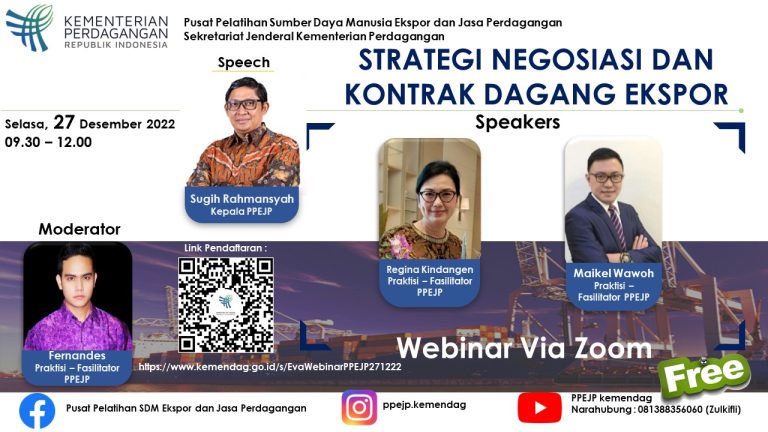 KEMENTERIAN
PERDAGANGAN
REPUBLIK INDONESIA
Pusat Pelatihan Sumber Daya Manusia Ekspor dan Jasa Perdagangan
Sekretariat Jenderal Kementerian Perdagangan
STRATEGI NEGOSIASI DAN
KONTRAK DAGANG EKSPOR
Selasa, 27 Desember 2022
09.30 – 12.00
Speech
Sugih Rahmansyah
Kepala PPEJP
Speakers
Regina Kindangen
Praktisi – Fasilitator
PPEJP
Maikel Wawoh
Praktisi –
Fasilitator PPEJP
Moderator
Fernandes
Praktisi – Fasilitator
PPEJP
Link Pendaftaran :
https://www.kemendag.go.id/s/EvaWebinarPPEJP271222
Webinar Via Zoom
Free
Pusat Pelatihan SDM Ekspor dan Jasa Perdagangan
ppejp.kemendag
PPEJP kemendag
Narahubung : 081388356060 (Zulkifli)